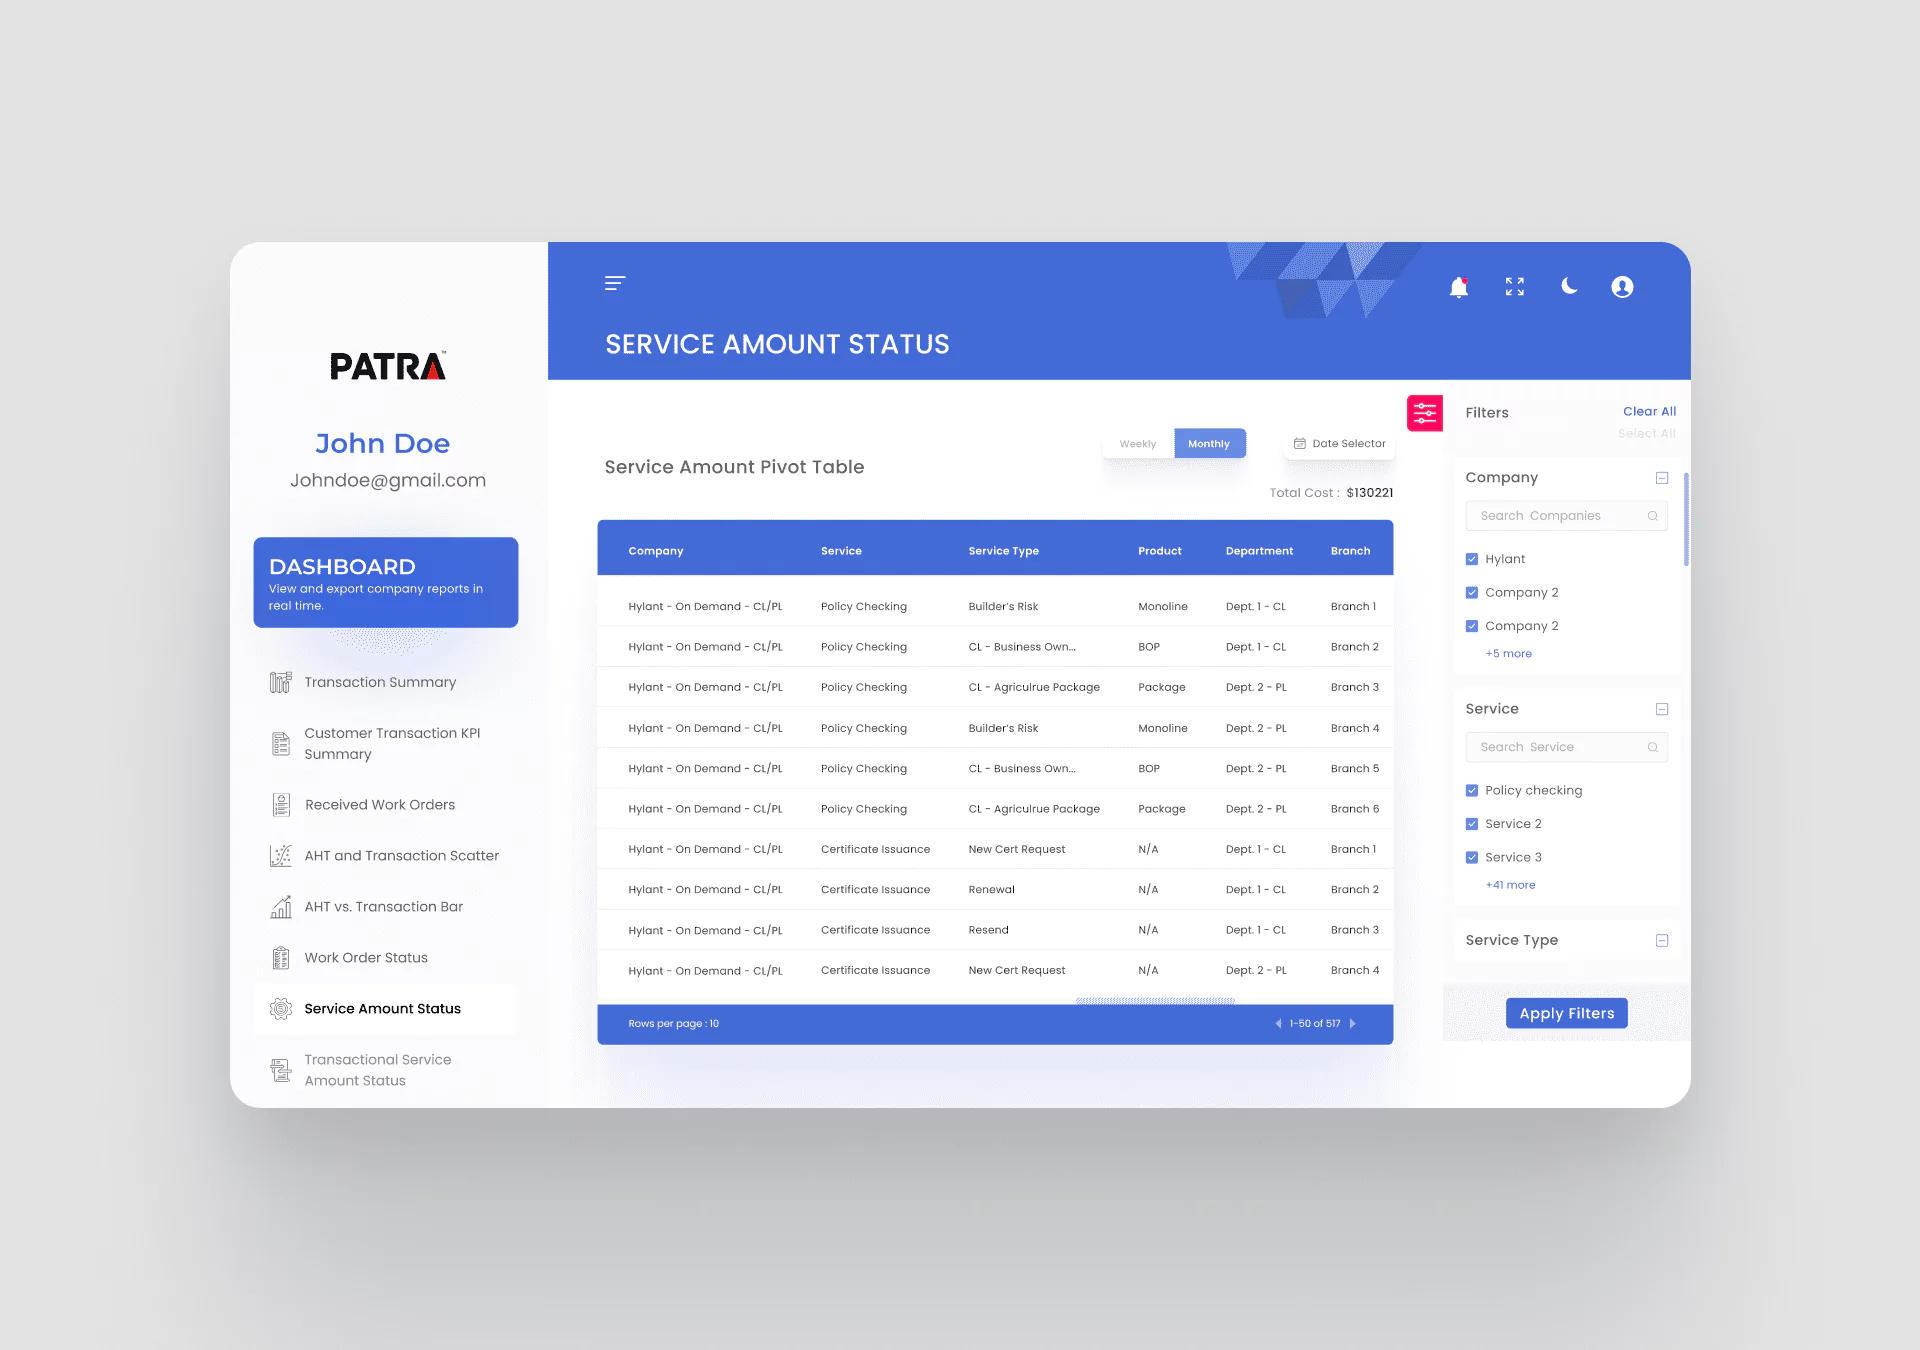 PATRA™
John Doe
Johndoe@gmail.com
DASHBOARD
View and export company reports in
real time.
Transaction Summary
Customer Transaction KPI
Summary
Received Work Orders
AHT and Transaction Scatter
AHT vs. Transaction Bar
Work Order Status
Service Amount Status
Transactional Service
Amount Status
SERVICE AMOUNT STATUS
Service Amount Pivot Table
Weekly Monthly Date Selector
Total Cost : $130221
Company Service Service Type Product Department Branch
Hylant - On Demand - CL/PL Policy Checking Builder's Risk Monoline Dept. 1 - CL Branch 1
Hylant - On Demand - CL/PL Policy Checking CL - Business Own... BOP Dept. 1 - CL Branch 2
Hylant - On Demand - CL/PL Policy Checking CL - Agriculrue Package Package Dept. 2 - PL Branch 3
Hylant - On Demand - CL/PL Policy Checking Builder's Risk Monoline Dept. 2 - PL Branch 4
Hylant - On Demand - CL/PL Policy Checking CL - Business Own... BOP Dept. 2 - PL Branch 5
Hylant - On Demand - CL/PL Policy Checking CL - Agriculrue Package Package Dept. 2 - PL Branch 6
Hylant - On Demand - CL/PL Certificate Issuance New Cert Request N/A Dept. 1 - CL Branch 1
Hylant - On Demand - CL/PL Certificate Issuance Renewal N/A Dept. 1 - CL Branch 2
Hylant - On Demand - CL/PL Certificate Issuance Resend N/A Dept. 1 - CL Branch 3
Hylant - On Demand - CL/PL Certificate Issuance New Cert Request N/A Dept. 2 - PL Branch 4
Rows per page : 10 1-50 of 517
Filters Clear All
Select All
Company
Search Companies
Hylant
Company 2
Company 2
+5 more
Service
Search Service
Policy checking
Service 2
Service 3
+41 more
Service Type
Apply Filters